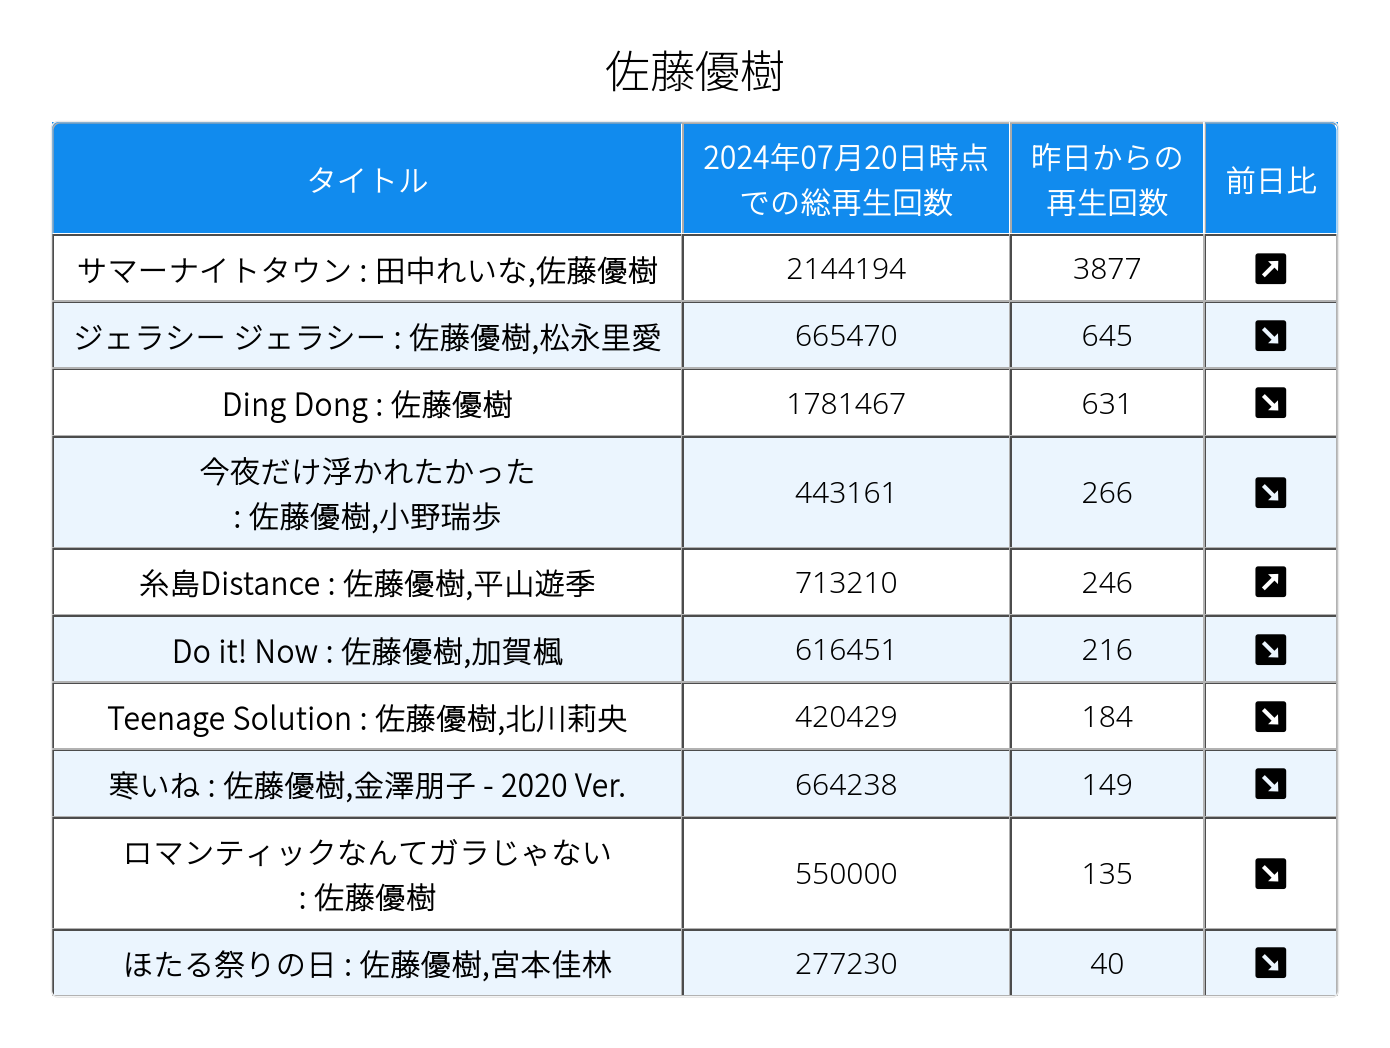 佐藤優樹
タイトル
2024年07月20日時点
での総再生回数
昨日からの
再生回数
前日比
サマーナイトタウン : 田中れいな,佐藤優樹
2144194
3877
ジェラシー ジェラシー : 佐藤優樹,松永里愛
665470
645
Ding Dong : 佐藤優樹
1781467
631
今夜だけ浮かれたかった
: 佐藤優樹,小野瑞歩
443161
266
糸島Distance : 佐藤優樹,平山遊季
713210
246
Do it! Now : 佐藤優樹,加賀楓
616451
216
Teenage Solution : 佐藤優樹,北川莉央
420429
184
寒いね : 佐藤優樹,金澤朋子 - 2020 Ver.
664238
149
ロマンティックなんてガラじゃない
: 佐藤優樹
550000
135
ほたる祭りの日 : 佐藤優樹,宮本佳林
277230
40